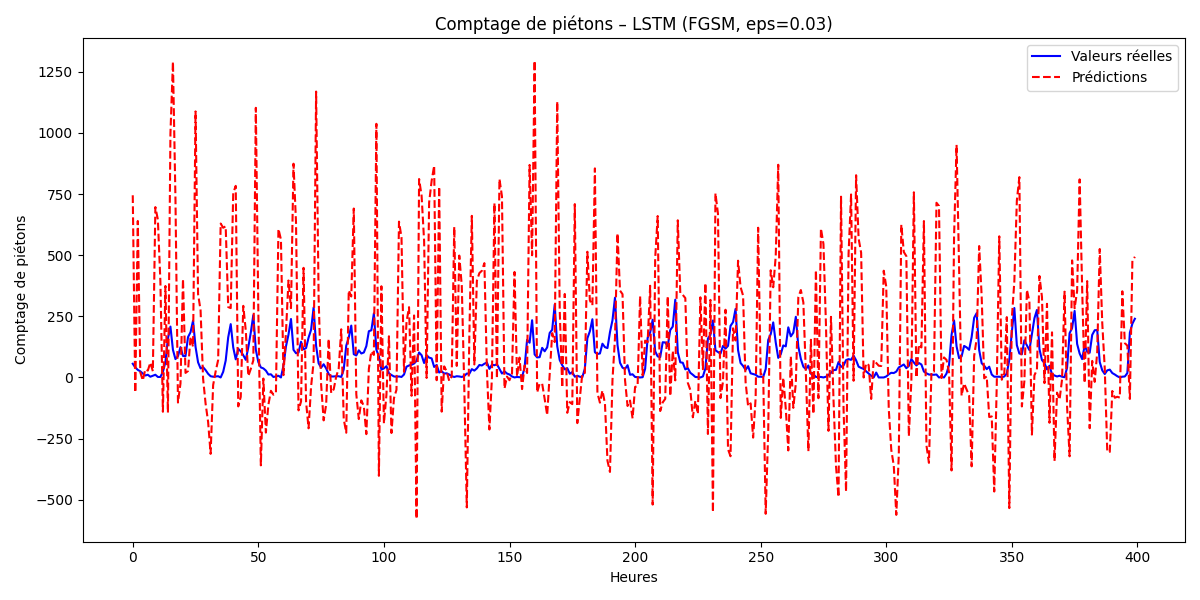 Comptage de piétons – LSTM (FGSM, eps=0.03)
Valeurs réelles
Prédictions
Comptage de piétons
1250
1000
750
500
250
0
−250
−500
0 50 100 150 200 250 300 350 400
Heures